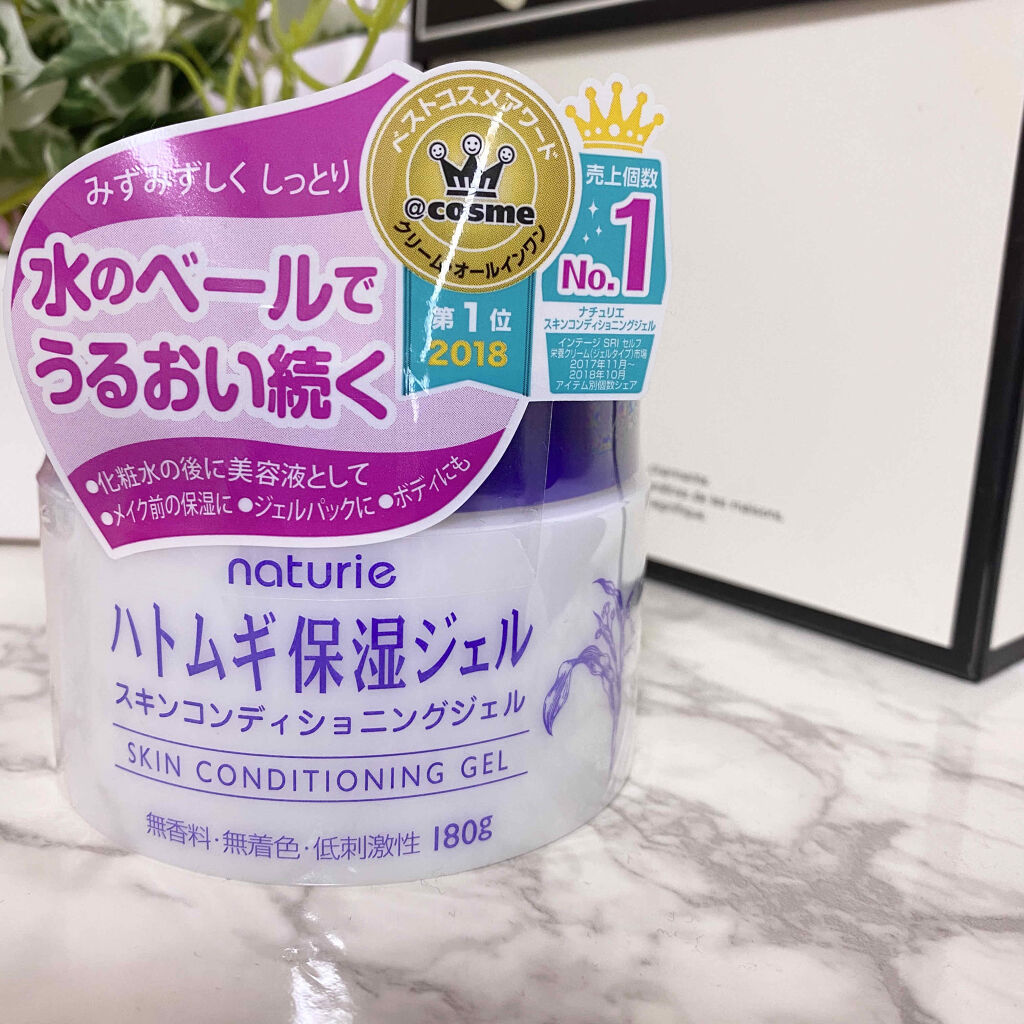 みずみずしく しっとり
水のベールで
うるおい続く
•化粧水の後に美容液として
•メイク前の保湿に •ジェルパックに •ボディにも
ベストコスメアワード
@cosme
クリーム・オールインワン
第1位
2018
売上個数
No.1
ナチュリエ
スキンコンディショニングジェル
インテージ SRI セルフ
栄養クリーム(ジェルタイプ)市場
2017年11月～
2018年10月
アイテム別個数シェア
naturie
ハトムギ保湿ジェル
スキンコンディショニングジェル
SKIN CONDITIONING GEL
無香料・無着色・低刺激性 180g